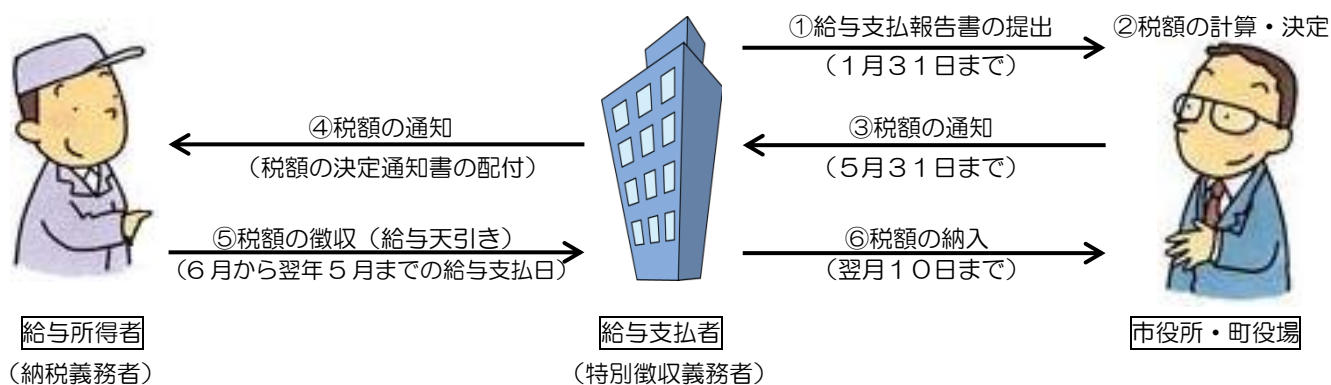 ①給与支払報告書の提出
（１月３１日まで）
②税額の計算・決定
③税額の通知
（５月３１日まで）
④税額の通知
（税額の決定通知書の配付）
⑤税額の徴収（給与天引き）
（６月から翌年５月までの給与支払日）
⑥税額の納入
（翌月１０日まで）
給与所得者
（納税義務者）
給与支払者
（特別徴収義務者）
市役所・町役場